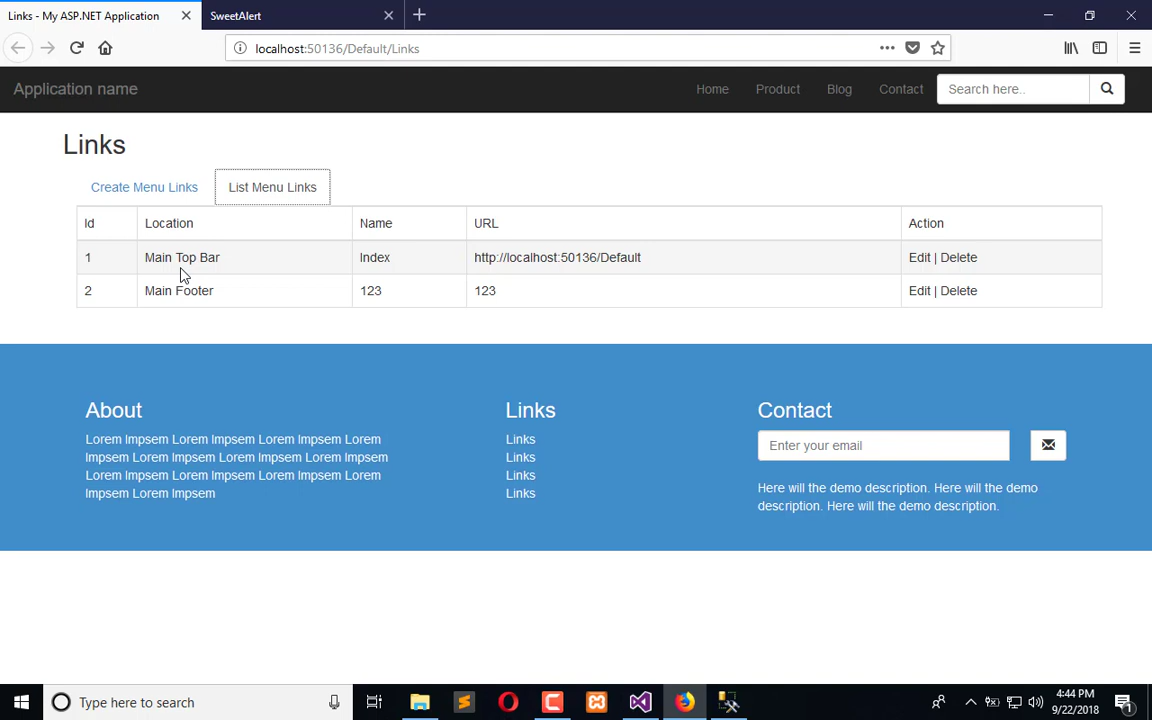 Links - My ASP.NET Application
SweetAlert
localhost:50136/Default/Links
Application name
Home
Product
Blog
Contact
Search here..
Links
Create Menu Links
List Menu Links
Id Location Name URL Action
1 Main Top Bar Index http://localhost:50136/Default Edit | Delete
2 Main Footer 123 123 Edit | Delete
About
Lorem Impsem Lorem Impsem Lorem Impsem Lorem
Impsem Lorem Impsem Lorem Impsem Lorem Impsem
Lorem Impsem Lorem Impsem Lorem Impsem Lorem
Impsem Lorem Impsem
Links
Links
Links
Links
Links
Contact
Enter your email
Here will the demo description. Here will the demo
description. Here will the demo description.
Type here to search
4:44 PM
9/22/2018
1